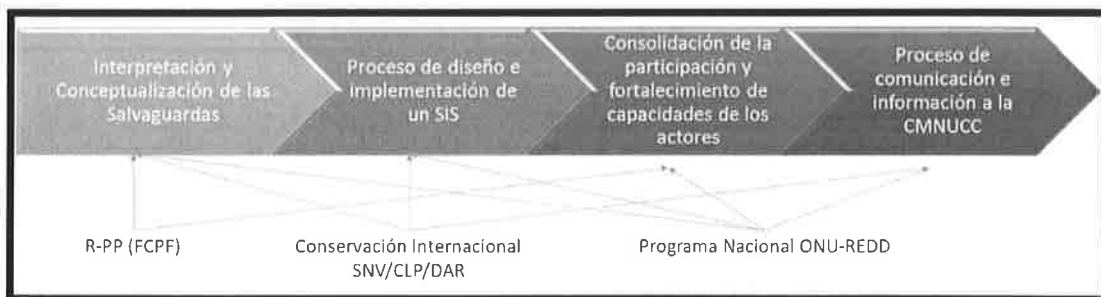 Interpretación y
Conceptualización de las
Salvaguardas
Proceso de diseño e
implementación de
un SIS
Consolidación de la
participación y
fortalecimiento de
capacidades de los
actores
Proceso de
comunicación e
información a la
CMNUCC
R-PP (FCPF)
Conservación Internacional
SNV/CLP/DAR
Programa Nacional ONU-REDD